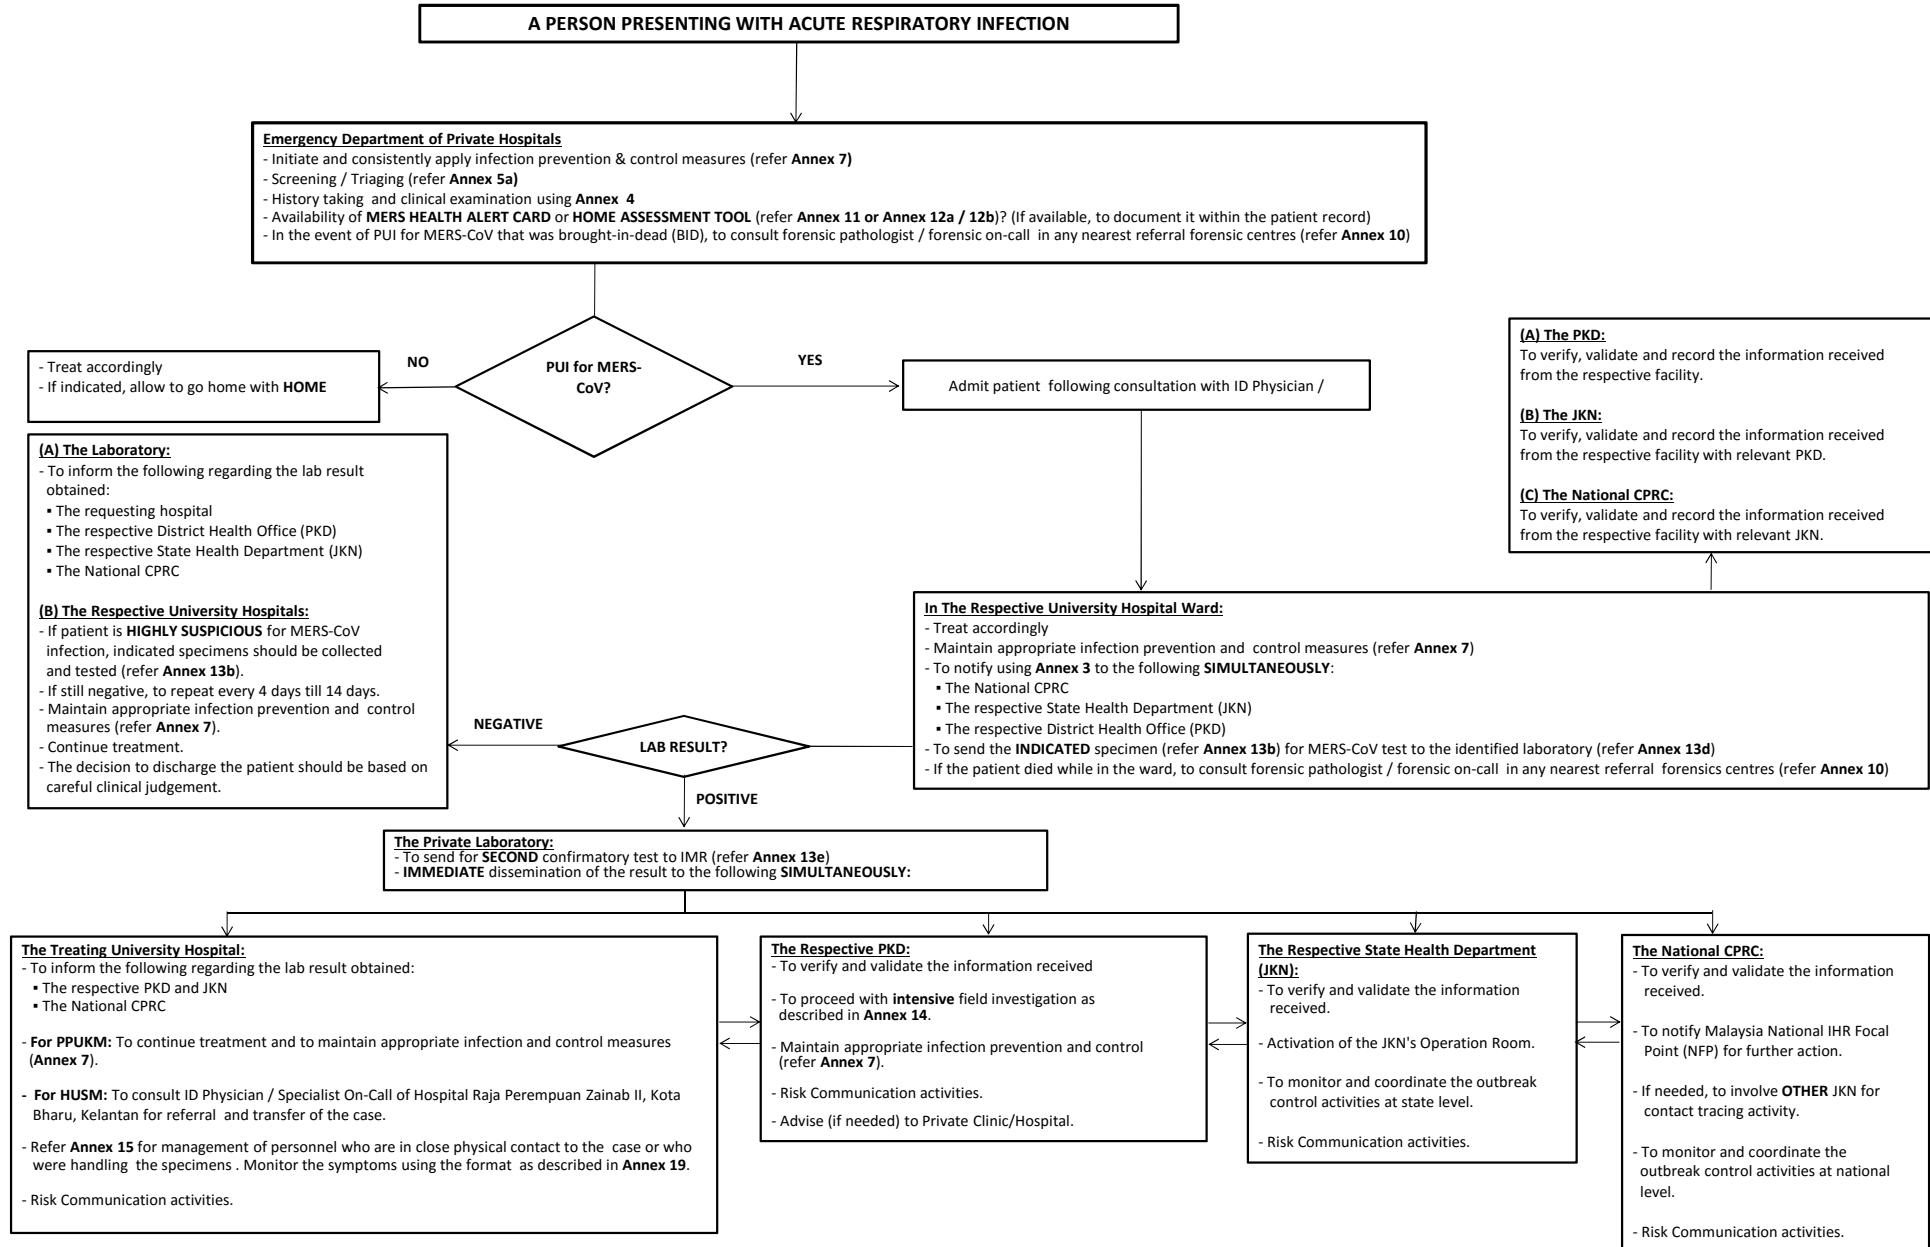 A PERSON PRESENTING WITH ACUTE RESPIRATORY INFECTION
Emergency Department of Private Hospitals
- Initiate and consistently apply infection prevention & control measures (refer Annex 7)
- Screening / Triaging (refer Annex 5a)
- History taking and clinical examination using Annex 4
- Availability of MERS HEALTH ALERT CARD or HOME ASSESSMENT TOOL (refer Annex 11 or Annex 12a / 12b)? (If available, to document it within the patient record)
- In the event of PUI for MERS-CoV that was brought-in-dead (BID), to consult forensic pathologist / forensic on-call in any nearest referral forensic centres (refer Annex 10)
PUI for MERS-
CoV?
NO
YES
- Treat accordingly
- If indicated, allow to go home with HOME
Admit patient following consultation with ID Physician /
(A) The PKD:
To verify, validate and record the information received
from the respective facility.
(B) The JKN:
To verify, validate and record the information received
from the respective facility with relevant PKD.
(C) The National CPRC:
To verify, validate and record the information received
from the respective facility with relevant JKN.
(A) The Laboratory:
- To inform the following regarding the lab result
obtained:
▪ The requesting hospital
▪ The respective District Health Office (PKD)
▪ The respective State Health Department (JKN)
▪ The National CPRC
(B) The Respective University Hospitals:
- If patient is HIGHLY SUSPICIOUS for MERS-CoV
infection, indicated specimens should be collected
and tested (refer Annex 13b).
- If still negative, to repeat every 4 days till 14 days.
- Maintain appropriate infection prevention and control
measures (refer Annex 7).
- Continue treatment.
- The decision to discharge the patient should be based on
careful clinical judgement.
In The Respective University Hospital Ward:
- Treat accordingly
- Maintain appropriate infection prevention and control measures (refer Annex 7)
- To notify using Annex 3 to the following SIMULTANEOUSLY:
▪ The National CPRC
▪ The respective State Health Department (JKN)
▪ The respective District Health Office (PKD)
- To send the INDICATED specimen (refer Annex 13b) for MERS-CoV test to the identified laboratory (refer Annex 13d)
- If the patient died while in the ward, to consult forensic pathologist / forensic on-call in any nearest referral forensics centres (refer Annex 10)
NEGATIVE
LAB RESULT?
POSITIVE
The Private Laboratory:
- To send for SECOND confirmatory test to IMR (refer Annex 13e)
- IMMEDIATE dissemination of the result to the following SIMULTANEOUSLY:
The Treating University Hospital:
- To inform the following regarding the lab result obtained:
▪ The respective PKD and JKN
▪ The National CPRC
- For PPUKM: To continue treatment and to maintain appropriate infection and control measures
(Annex 7).
- For HUSM: To consult ID Physician / Specialist On-Call of Hospital Raja Perempuan Zainab II, Kota
Bharu, Kelantan for referral and transfer of the case.
- Refer Annex 15 for management of personnel who are in close physical contact to the case or who
were handling the specimens . Monitor the symptoms using the format as described in Annex 19.
- Risk Communication activities.
The Respective PKD:
- To verify and validate the information received
- To proceed with intensive field investigation as
described in Annex 14.
- Maintain appropriate infection prevention and control
(refer Annex 7).
- Risk Communication activities.
- Advise (if needed) to Private Clinic/Hospital.
The Respective State Health Department
(JKN):
- To verify and validate the information
received.
- Activation of the JKN's Operation Room.
- To monitor and coordinate the outbreak
control activities at state level.
- Risk Communication activities.
The National CPRC:
- To verify and validate the information
received.
- To notify Malaysia National IHR Focal
Point (NFP) for further action.
- If needed, to involve OTHER JKN for
contact tracing activity.
- To monitor and coordinate the
outbreak control activities at national
level.
- Risk Communication activities.